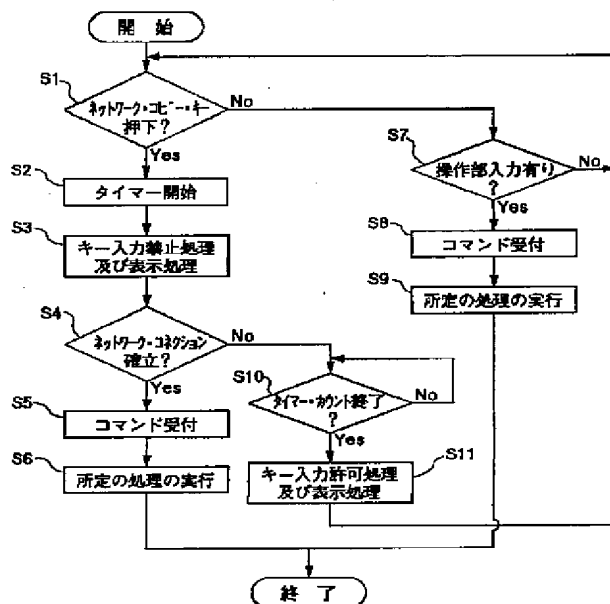 開 始
S1
ネットワーク・コピー・キー
押下?
No
Yes
S2
タイマー開始
S3
キー入力禁止処理
及び表示処理
S4
ネットワーク・コネクション
確立?
No
Yes
S5
コマンド受付
S6
所定の処理の実行
S10
タイマー・カウント終了
?
No
Yes
S11
キー入力許可処理
及び表示処理
S7
操作部入力有り
?
No
Yes
S8
コマンド受付
S9
所定の処理の実行
終 了